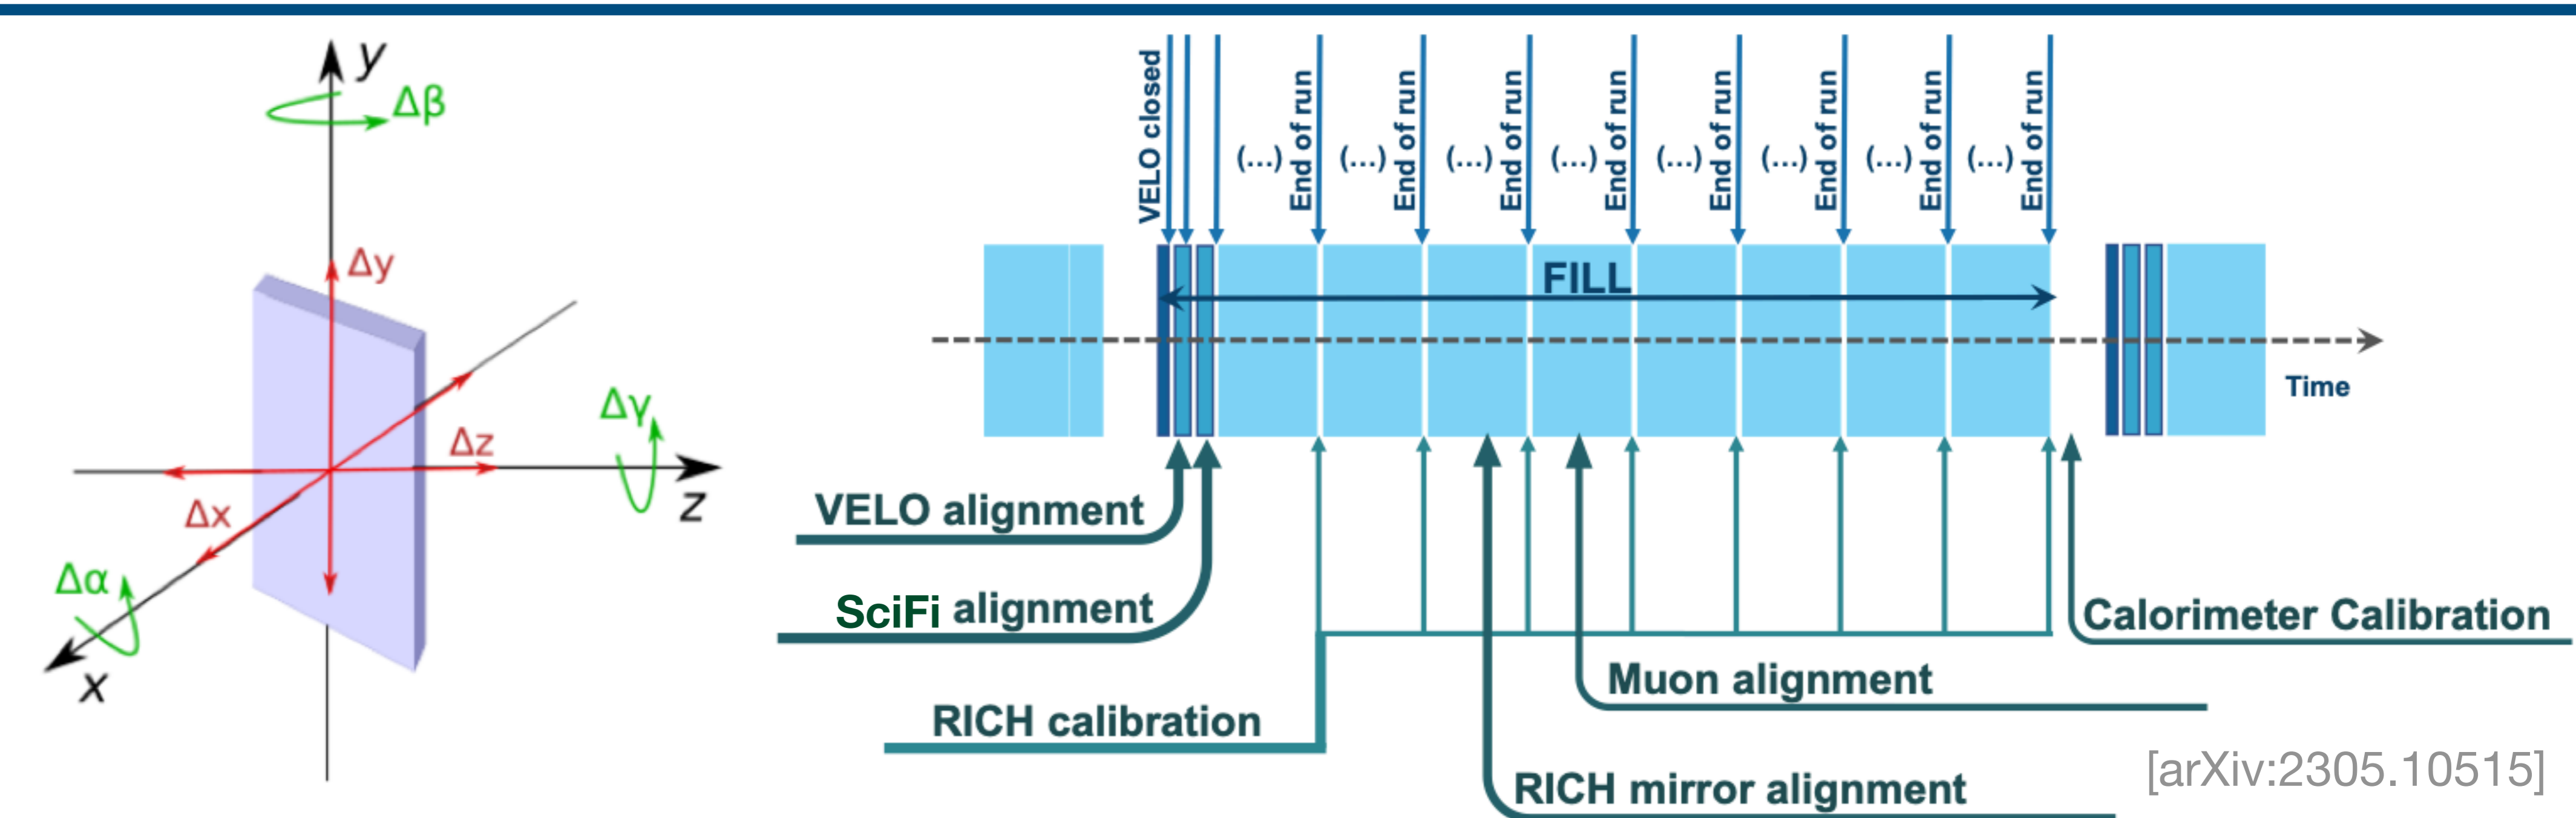 y
Δβ
Δy
Δγ
Δz
z
Δx
Δα
x
VELO closed
(...)
End of run
(...)
End of run
(...)
End of run
(...)
End of run
(...)
End of run
(...)
End of run
(...)
End of run
(...)
End of run
FILL
Time
VELO alignment
SciFi alignment
Calorimeter Calibration
Muon alignment
RICH calibration
RICH mirror alignment
[arXiv:2305.10515]